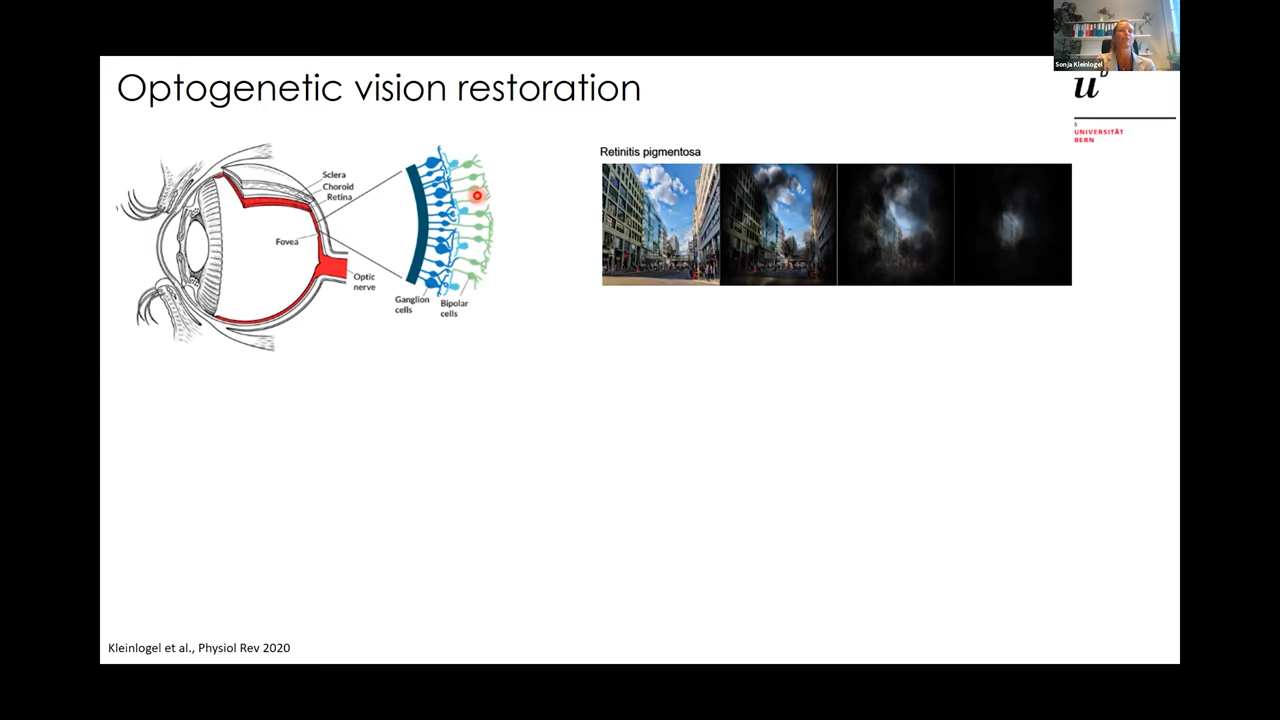 Sonja Kleinlogel
Optogenetic vision restoration
u
b
b
UNIVERSITÄT
BERN
Sclera
Choroid
Retina
Fovea
Optic
nerve
Ganglion
cells
Bipolar
cells
Retinitis pigmentosa
Kleinlogel et al., Physiol Rev 2020